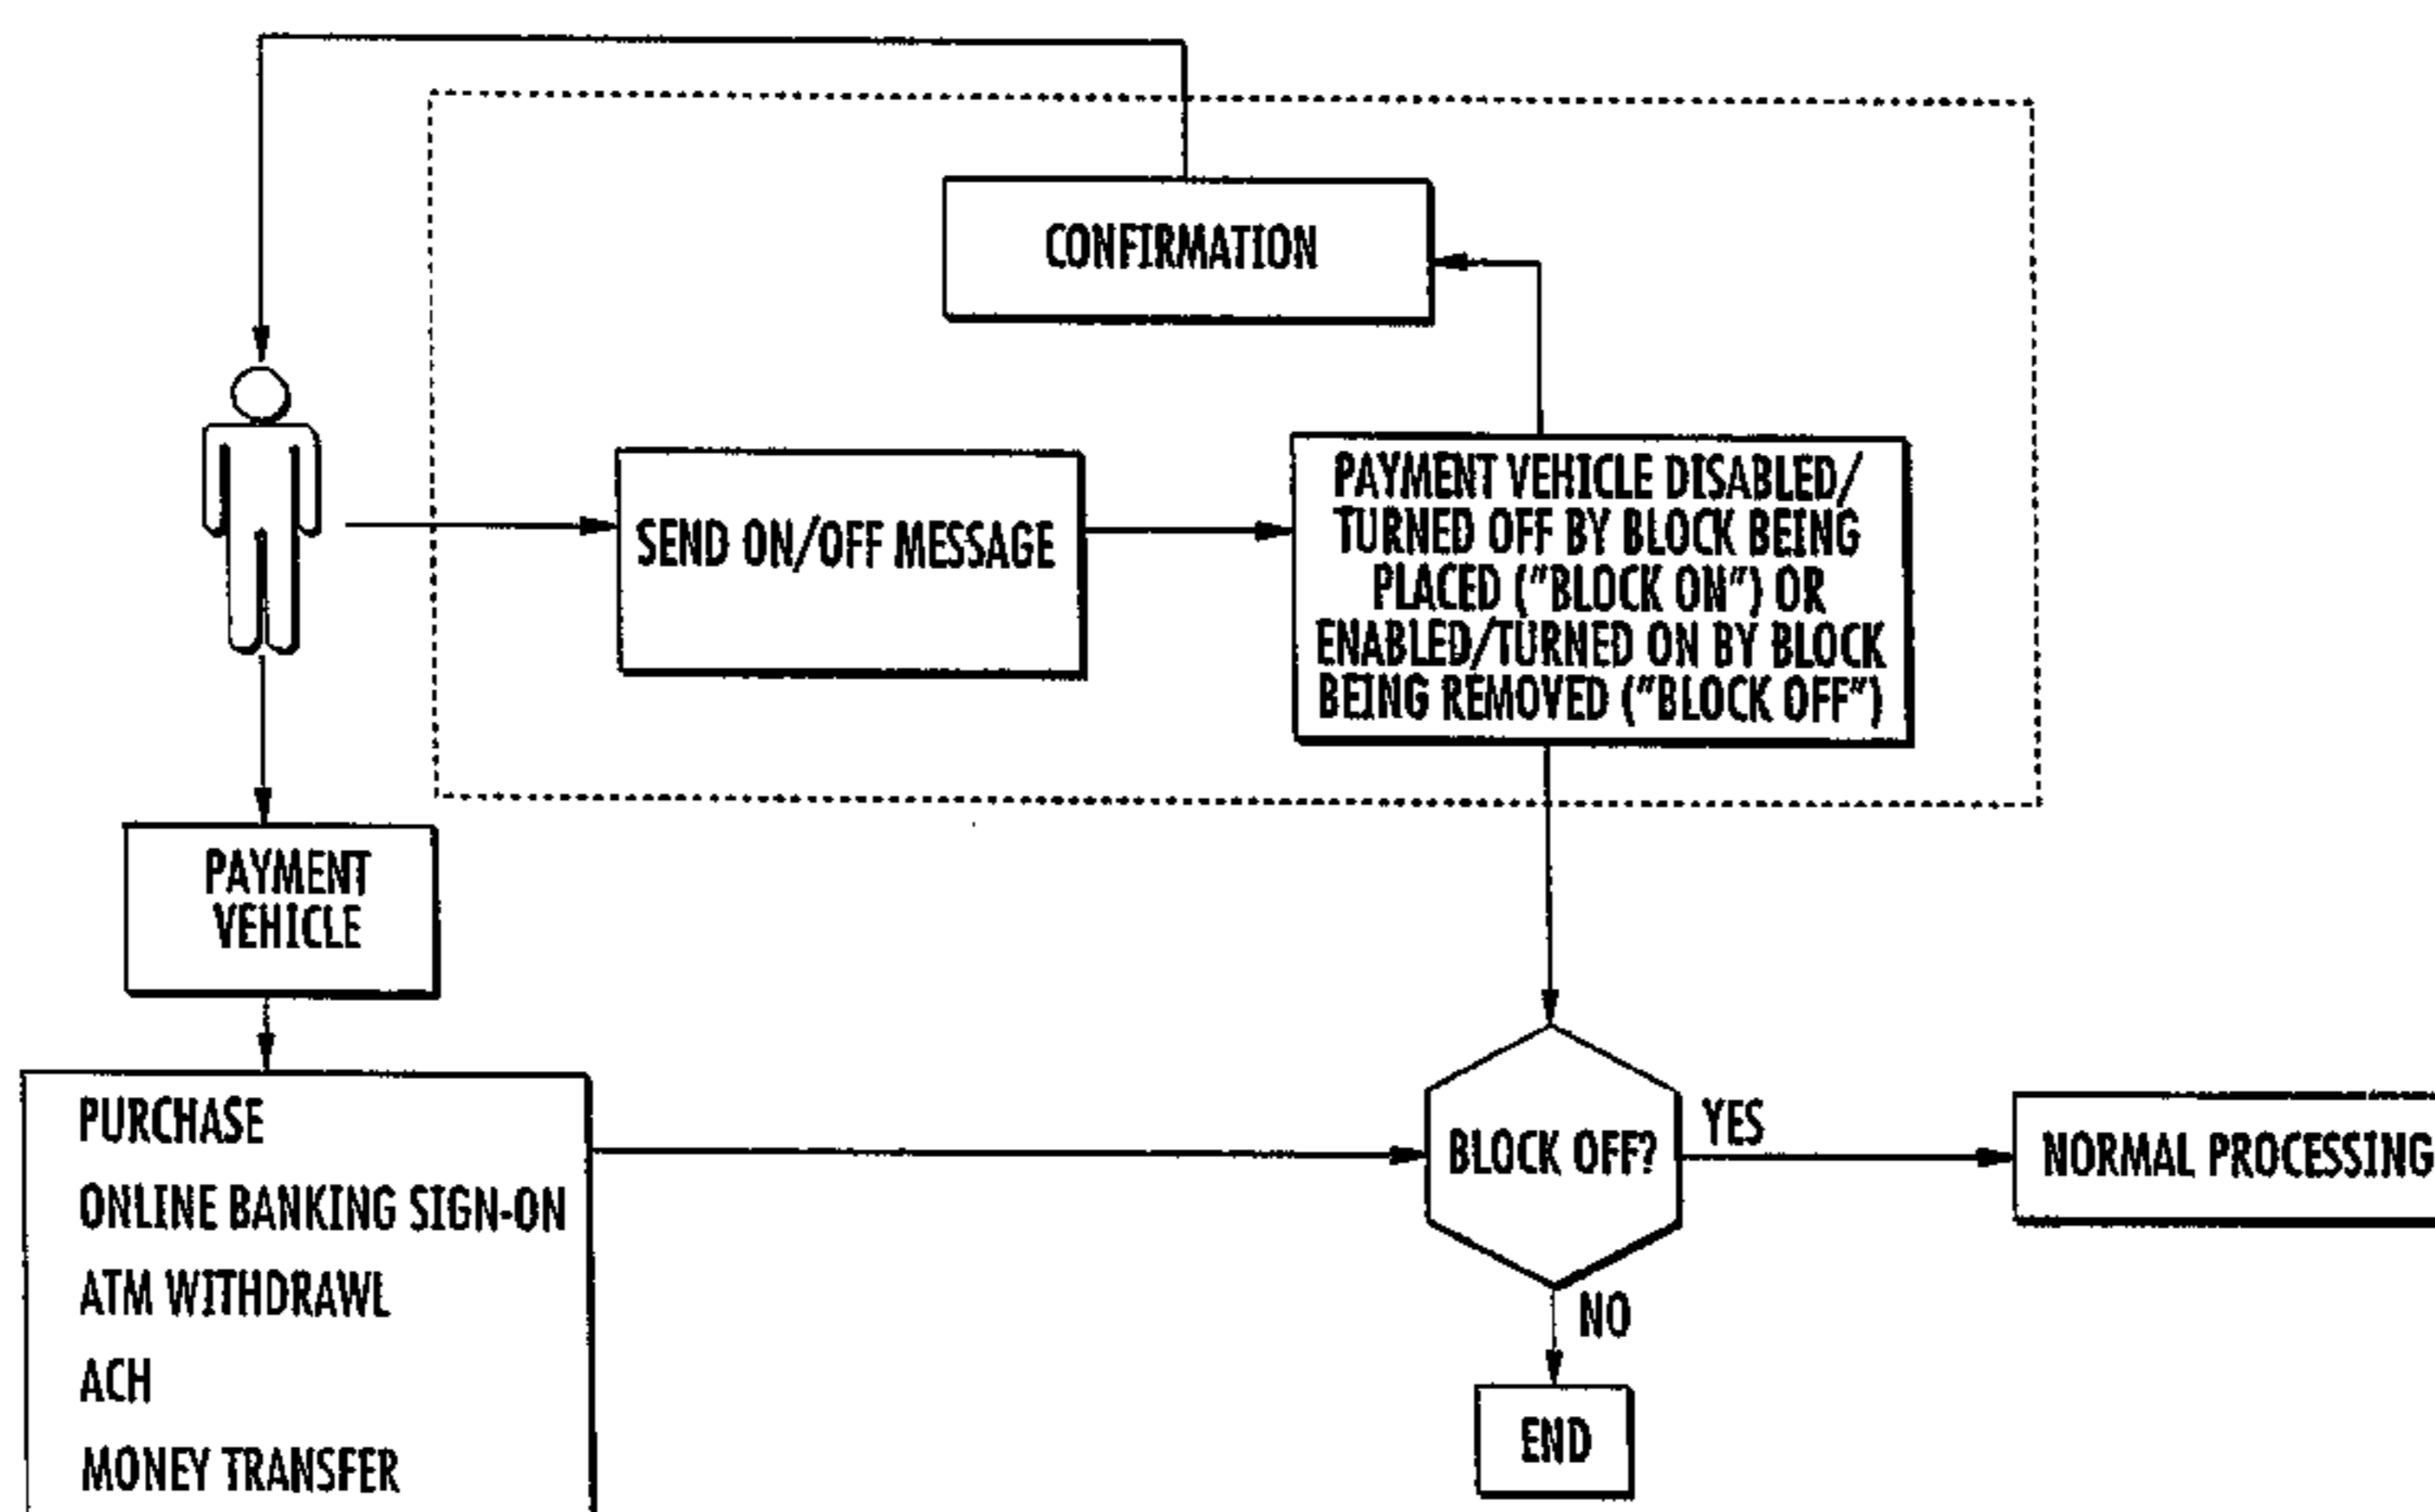 CONFIRMATION
SEND ON/OFF MESSAGE
PAYMENT VEHICLE DISABLED/
TURNED OFF BY BLOCK BEING
PLACED ("BLOCK ON") OR
ENABLED/TURNED ON BY BLOCK
BEING REMOVED ("BLOCK OFF")
PAYMENT
VEHICLE
PURCHASE
ONLINE BANKING SIGN-ON
ATM WITHDRAWL
ACH
MONEY TRANSFER
BLOCK OFF?
YES
NORMAL PROCESSING
NO
END